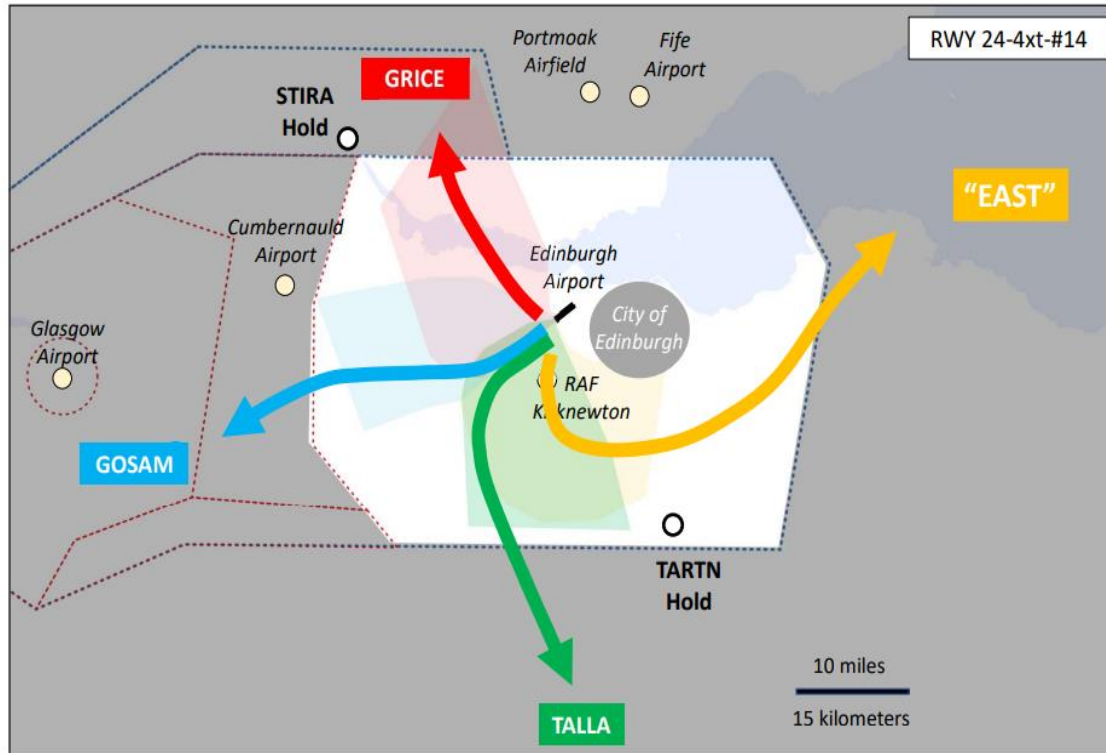 RWY 24-4xt-#14
Portmoak
Airfield
Fife
Airport
GRICE
STIRA
Hold
"EAST"
Cumbernauld
Airport
Edinburgh
Airport
City of
Edinburgh
Glasgow
Airport
RAF
Kirknewton
GOSAM
TARTN
Hold
TALLA
10 miles
15 kilometers